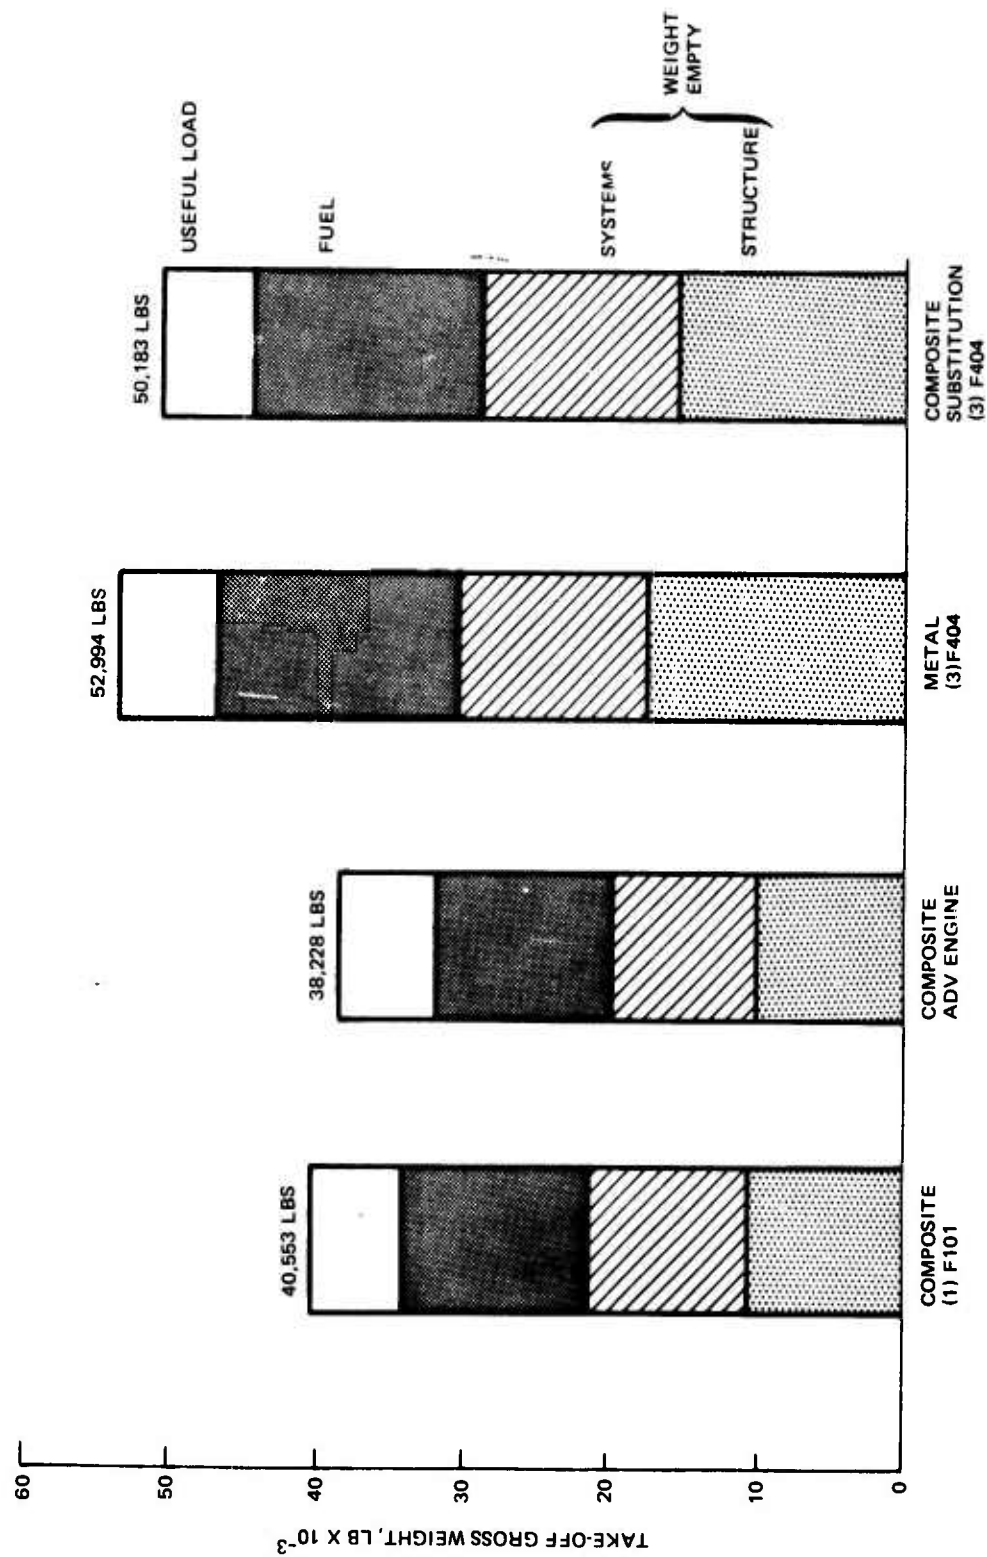 TAKE-OFF GROSS WEIGHT, LB X 10⁻³
60
50
40
30
20
10
0
40,553 LBS
38,228 LBS
52,994 LBS
50,183 LBS
USEFUL LOAD
FUEL
SYSTEMS
STRUCTURE
WEIGHT
EMPTY
COMPOSITE
(1) F101
COMPOSITE
ADV ENGINE
METAL
(3)F404
COMPOSITE
SUBSTITUTION
(3) F404